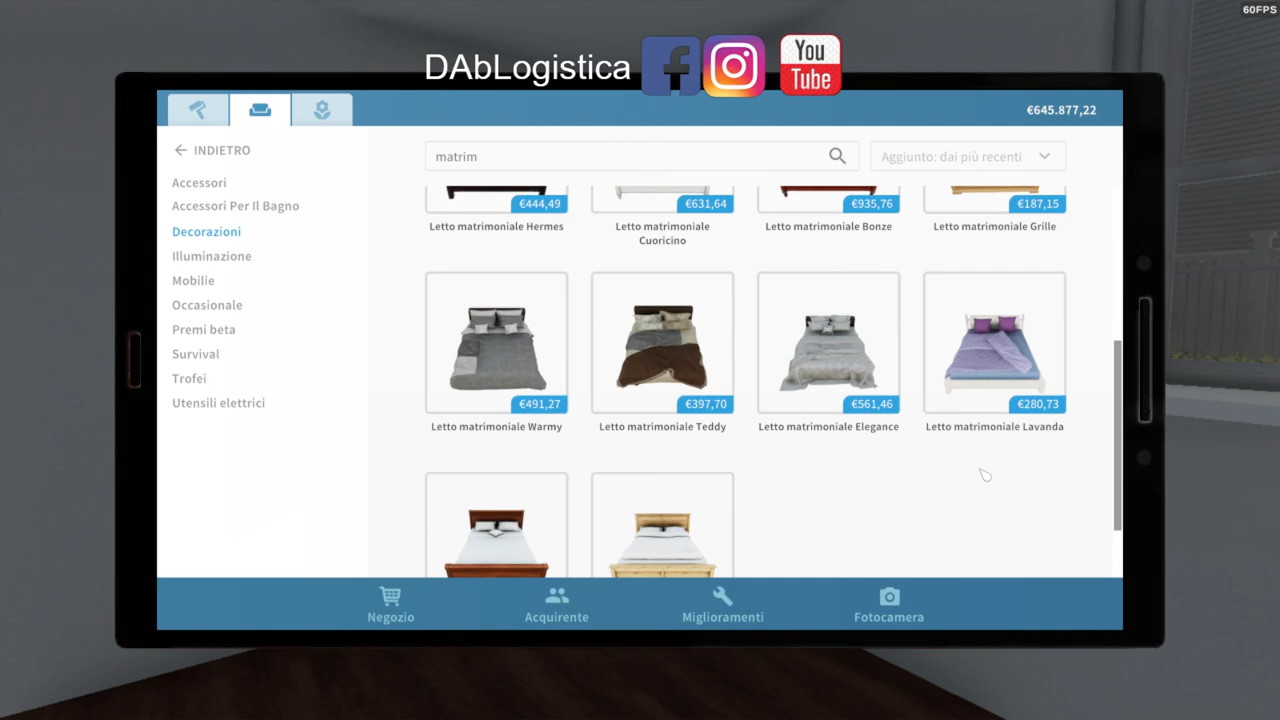 60FPS
DAbLogistica
You
Tube
€645.877,22
INDIETRO
matrim
Aggiunto: dai più recenti
Accessori
Accessori Per Il Bagno
Decorazioni
Illuminazione
Mobilie
Occasionale
Premi beta
Survival
Trofei
Utensili elettrici
€444,49
€631,64
€935,76
€187,15
Letto matrimoniale Hermes
Letto matrimoniale
Cuoricino
Letto matrimoniale Bonze
Letto matrimoniale Grille
€491,27
€397,70
€561,46
€280,73
Letto matrimoniale Warmy
Letto matrimoniale Teddy
Letto matrimoniale Elegance
Letto matrimoniale Lavanda
Negozio
Acquirente
Miglioramenti
Fotocamera